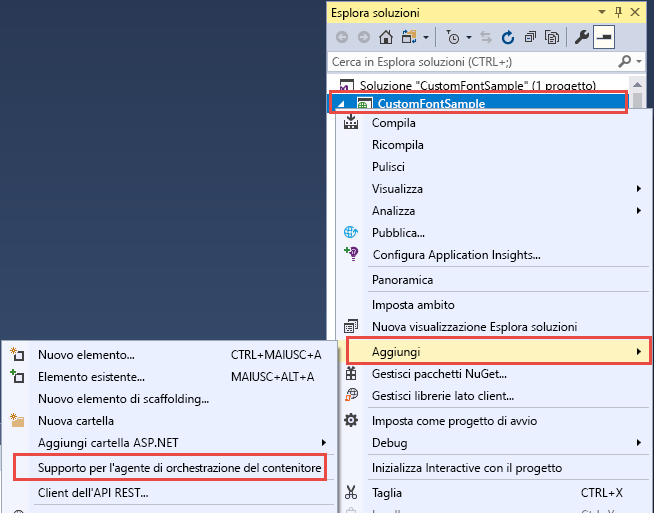 Esplora soluzioni
Cerca in Esplora soluzioni (CTRL+;)
Soluzione "CustomFontSample" (1 progetto)
CustomFontSample
Compila
Ricompila
Pulisci
Visualizza
Analizza
Pubblica...
Configura Application Insights...
Panoramica
Imposta ambito
Nuova visualizzazione Esplora soluzioni
Aggiungi
Gestisci pacchetti NuGet...
Gestisci librerie lato client...
Imposta come progetto di avvio
Debug
Inizializza Interactive con il progetto
Taglia CTRL+X
Nuovo elemento... CTRL+MAIUSC+A
Elemento esistente... MAIUSC+ALT+A
Nuovo elemento di scaffolding...
Nuova cartella
Aggiungi cartella ASP.NET
Supporto per l'agente di orchestrazione del contenitore
Client dell'API REST...